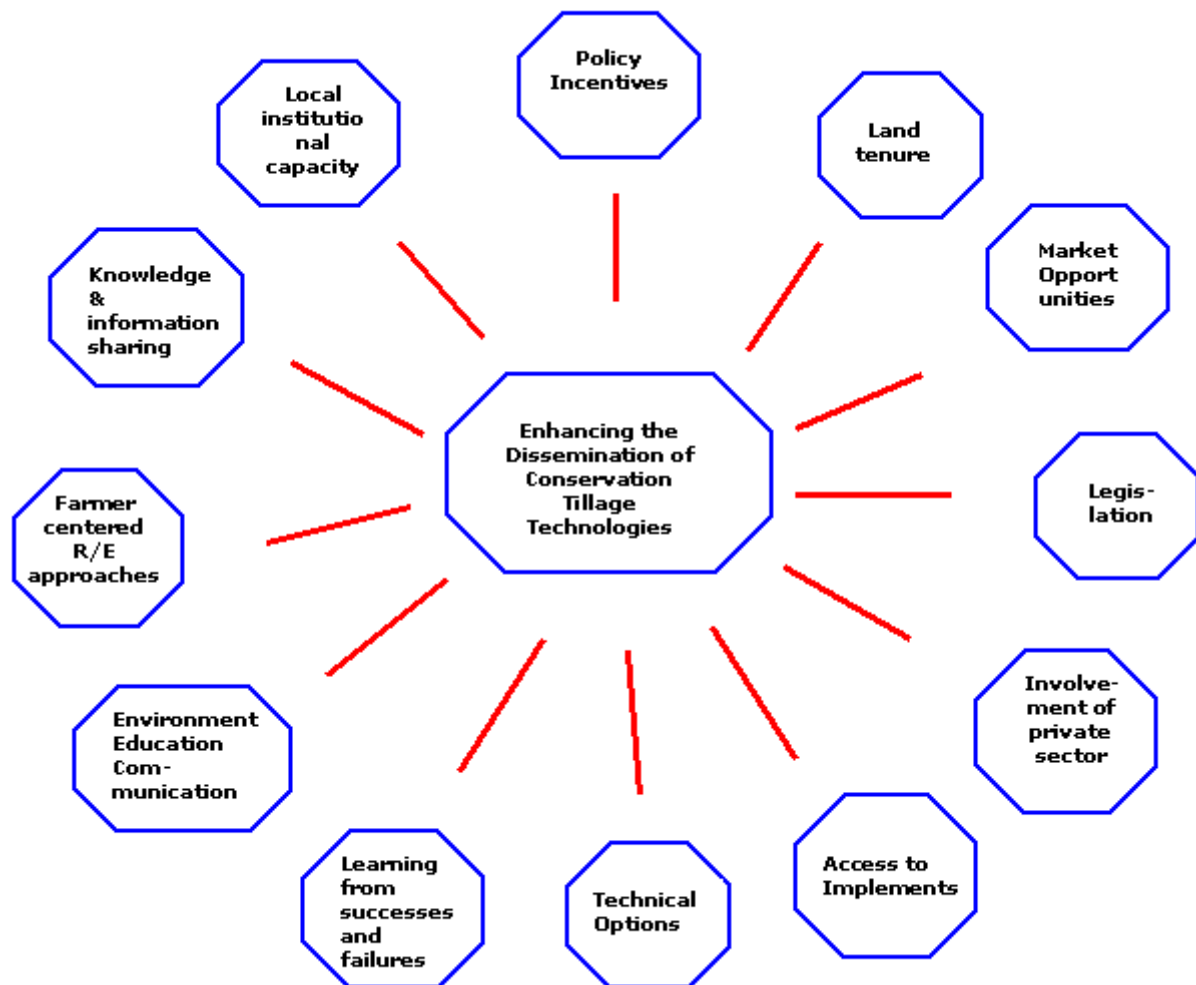 Policy
Incentives
Local
institutio
nal
capacity
Land
tenure
Knowledge
&
information
sharing
Market
Opport
unities
Enhancing the
Dissemination of
Conservation
Tillage
Technologies
Farmer
centered
R/E
approaches
Legis-
lation
Environment
Education
Com-
munication
Involve-
ment of
private
sector
Learning
from
successes
and
failures
Technical
Options
Access to
Implements